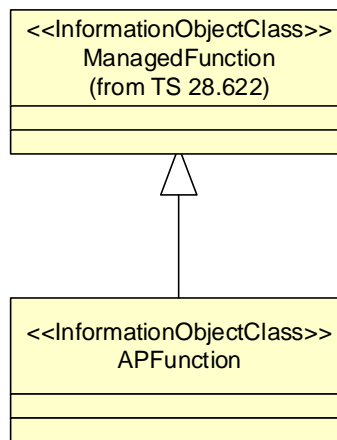 <<InformationObjectClass>>
ManagedFunction
(from TS 28.622)
<<InformationObjectClass>>
APFunction